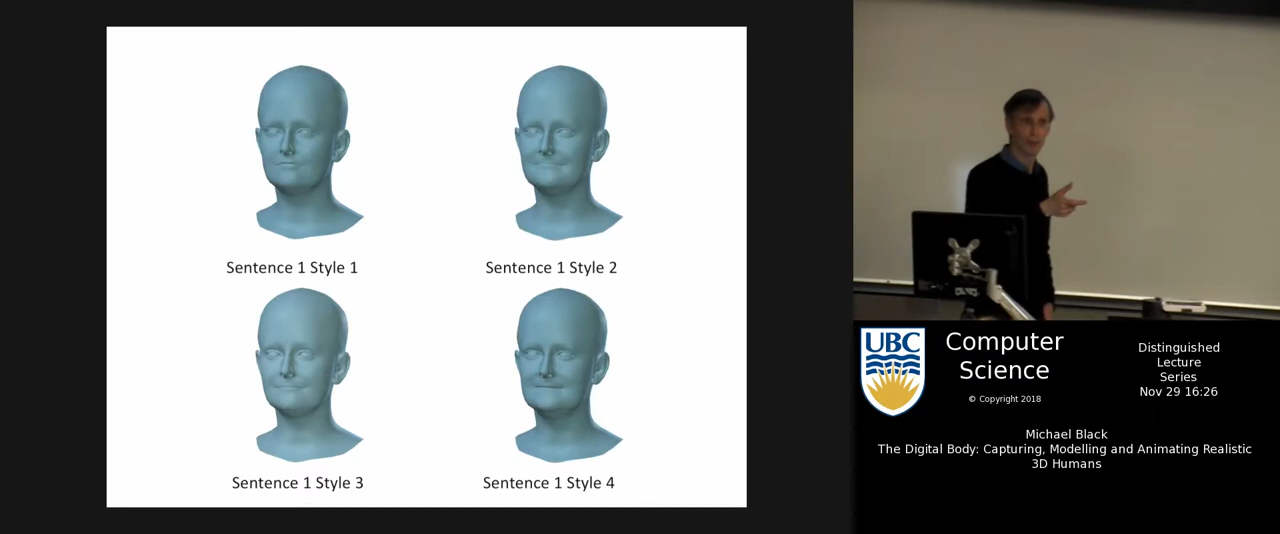 Sentence 1 Style 1
Sentence 1 Style 2
Sentence 1 Style 3
Sentence 1 Style 4
UBC
Computer
Science
© Copyright 2018
Distinguished
Lecture
Series
Nov 29 16:26
Michael Black
The Digital Body: Capturing, Modelling and Animating Realistic
3D Humans